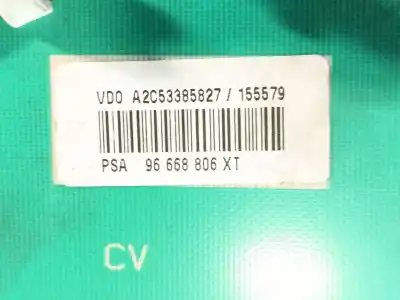 VDO A2C53385827 / 155579
PSA 96 668 806 XT
CV